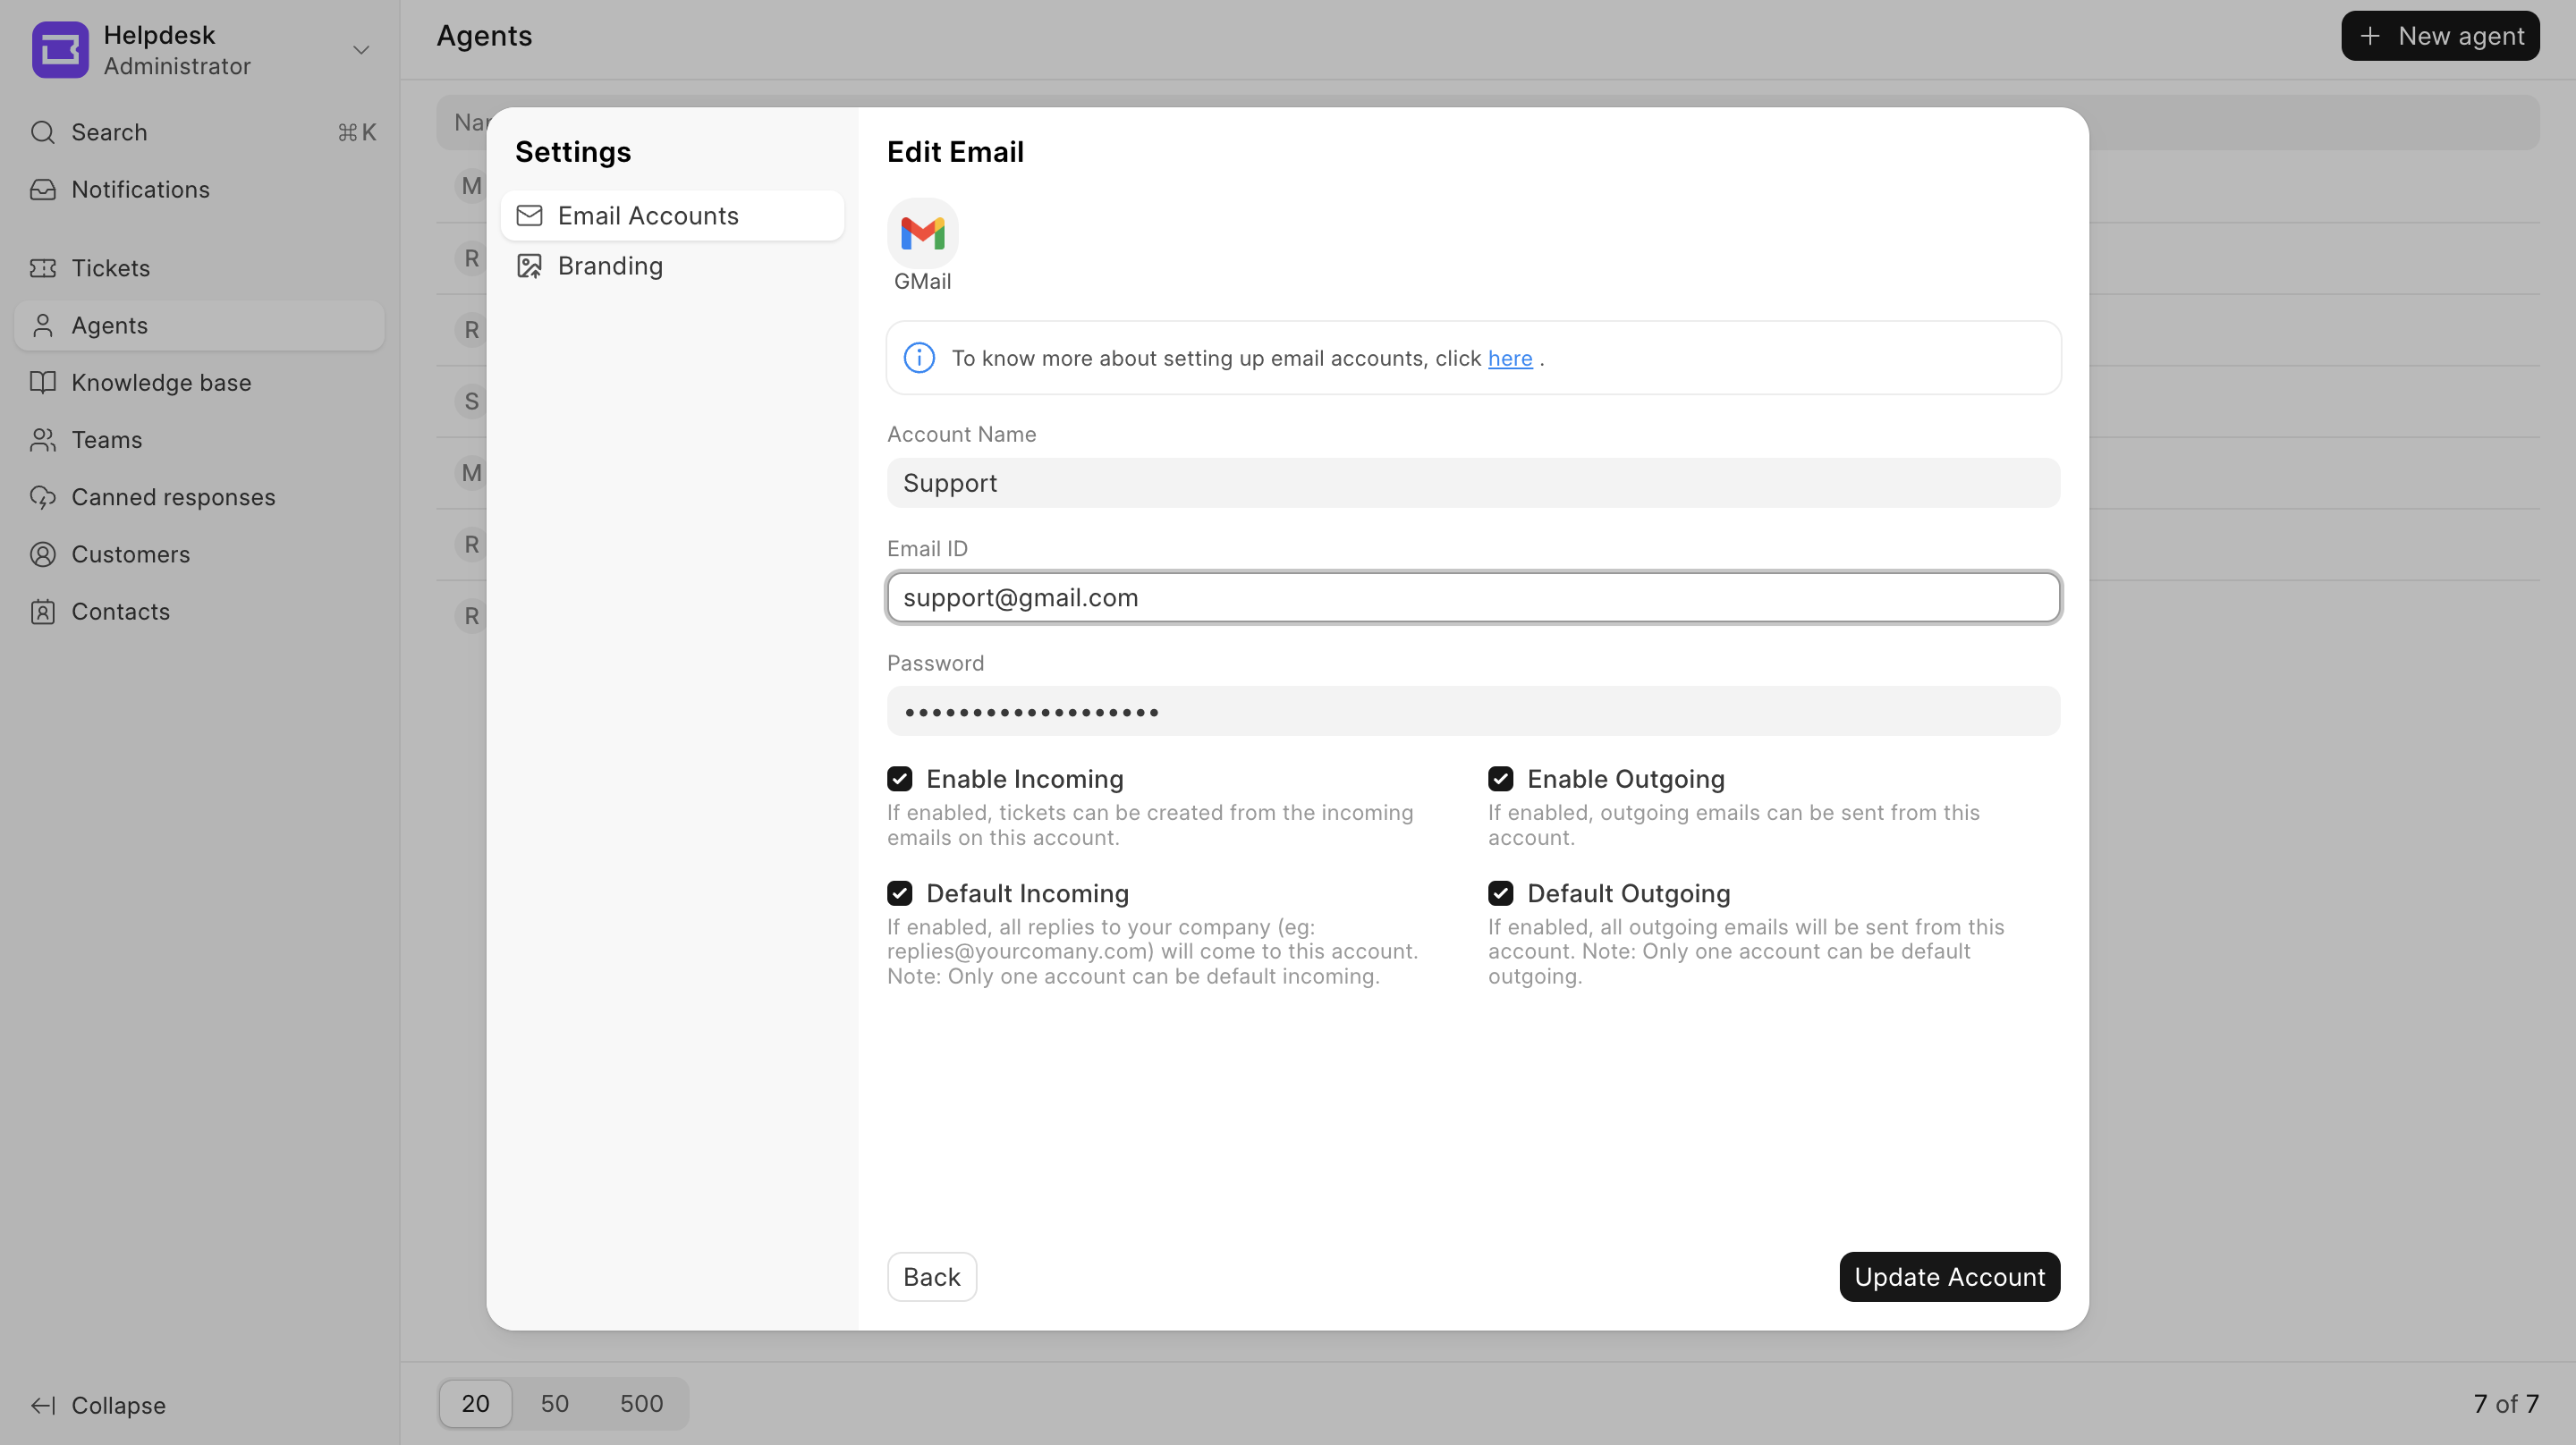 Helpdesk
Administrator
Search
⌘K
Notifications
Tickets
Agents
Knowledge base
Teams
Canned responses
Customers
Contacts
Collapse
Agents
New agent
M
R
R
S
M
R
R
Settings
Email Accounts
Branding
Edit Email
GMail
To know more about setting up email accounts, click here .
Account Name
Support
Email ID
support@gmail.com
Password
•••••••••••••••••••
Enable Incoming
If enabled, tickets can be created from the incoming
emails on this account.
Enable Outgoing
If enabled, outgoing emails can be sent from this
account.
Default Incoming
If enabled, all replies to your company (eg:
replies@yourcomany.com) will come to this account.
Note: Only one account can be default incoming.
Default Outgoing
If enabled, all outgoing emails will be sent from this
account. Note: Only one account can be default
outgoing.
Back
Update Account
20
50
500
7 of 7